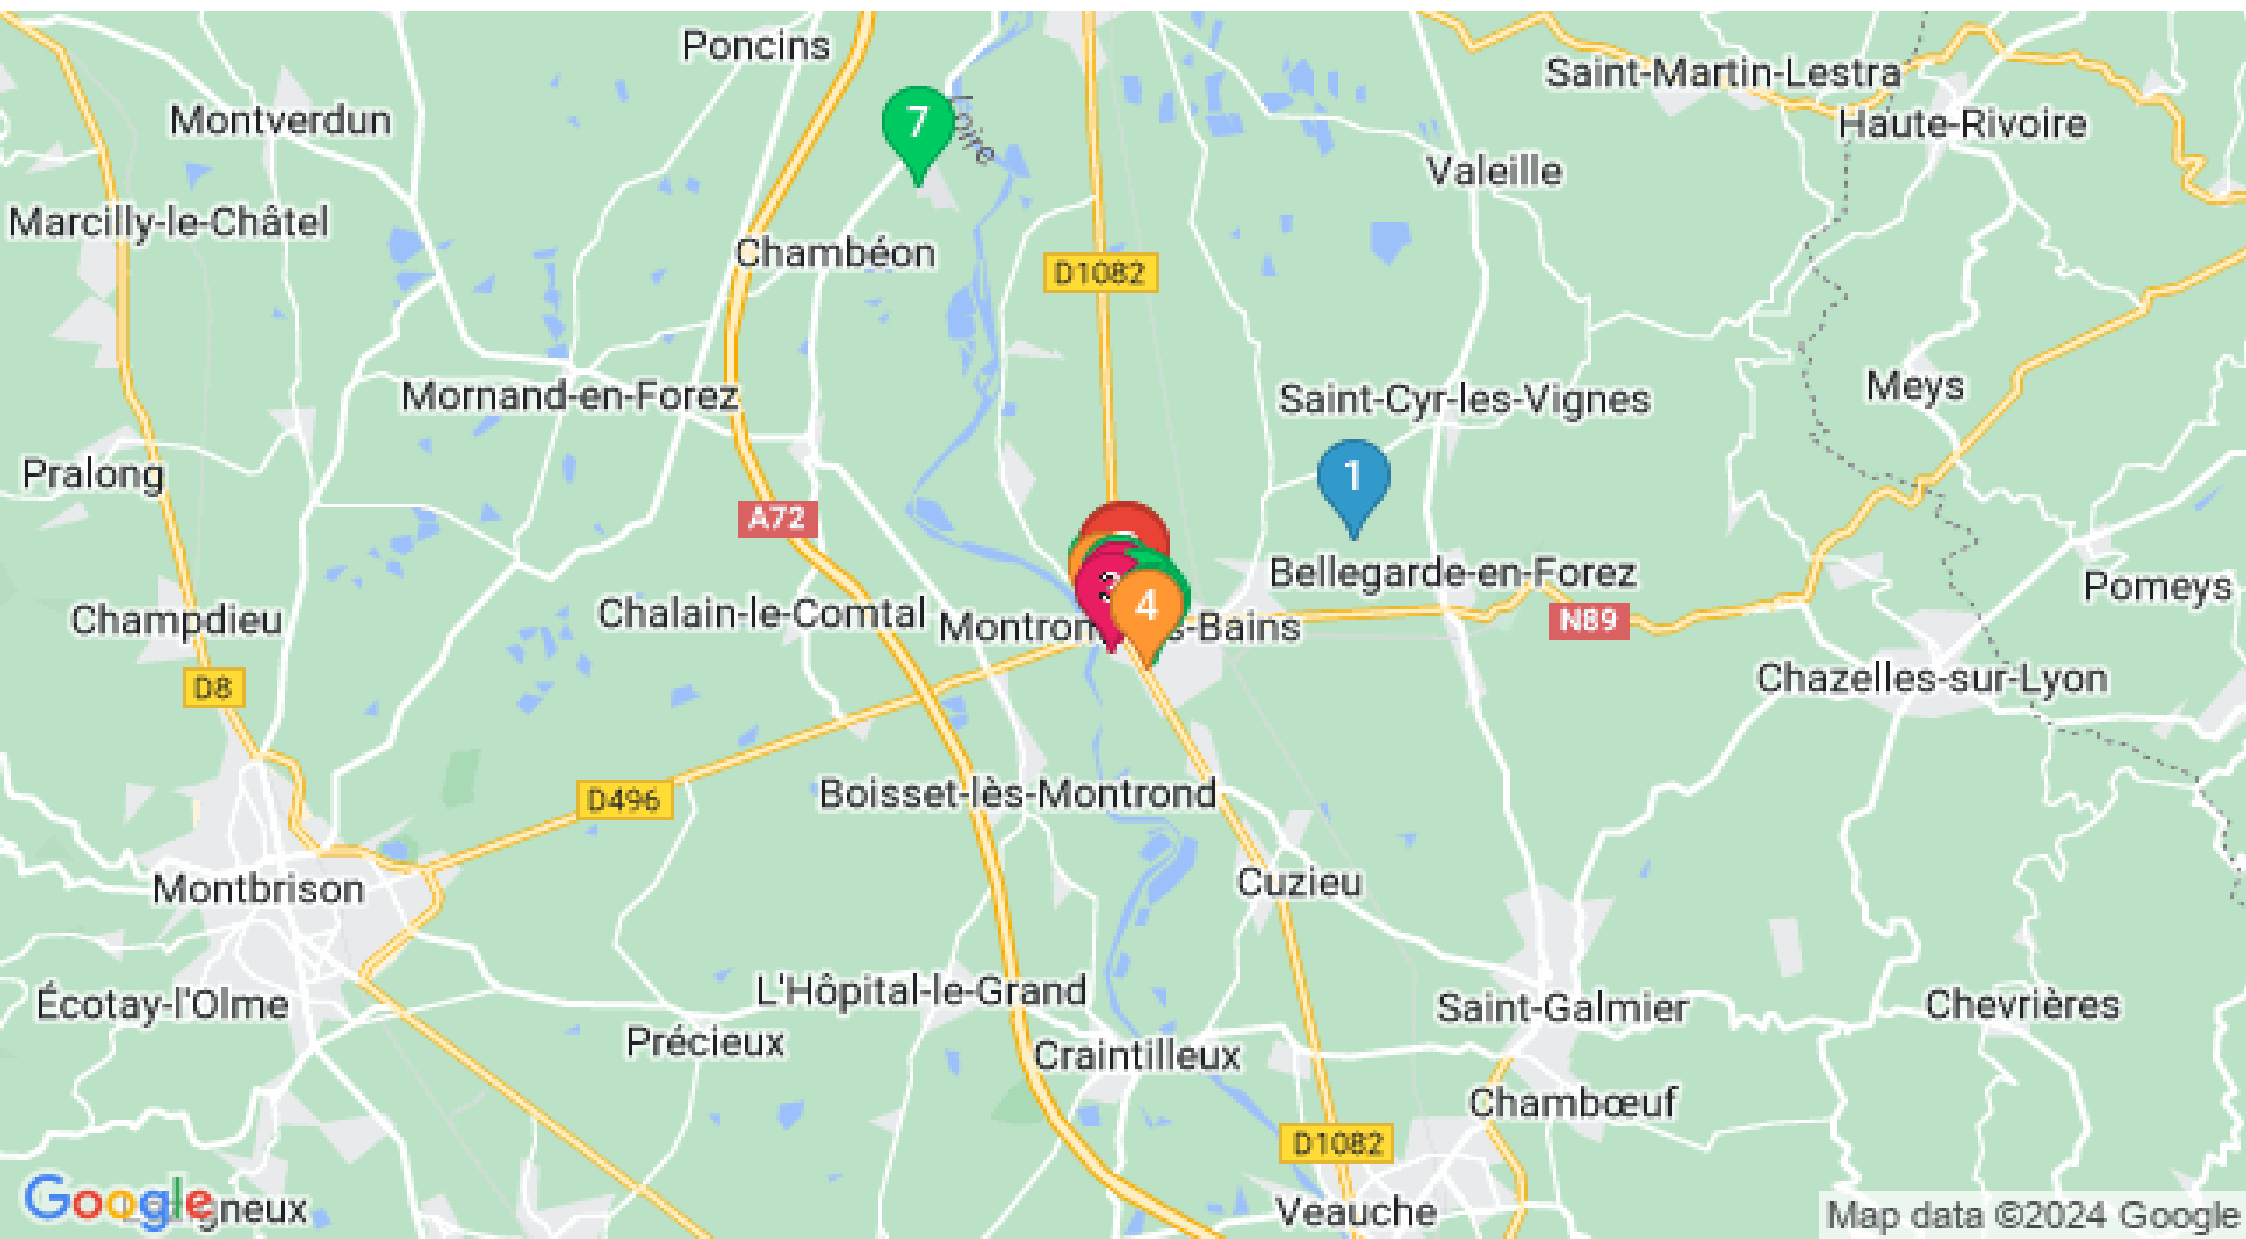 Poncins
Saint-Martin-Lestra
Montverdun
7
Loire
Haute-Rivoire
Valeille
Marcilly-le-Châtel
Chambéon
D1082
Meys
Mornand-en-Forez
Saint-Cyr-les-Vignes
Pralong
1
A72
Bellegarde-en-Forez
Pomeys
4
Champdieu
Chalain-le-Comtal
Montron
s-Bains
N89
D8
Chazelles-sur-Lyon
D496
Boisset-lès-Montrond
Montbrison
Cuzieu
Écotay-l'Olme
L'Hôpital-le-Grand
Saint-Galmier
Chevrières
Précieux
Craintilleux
Chambœuf
D1082
Google
gneux
Veauche
Map data ©2024 Google